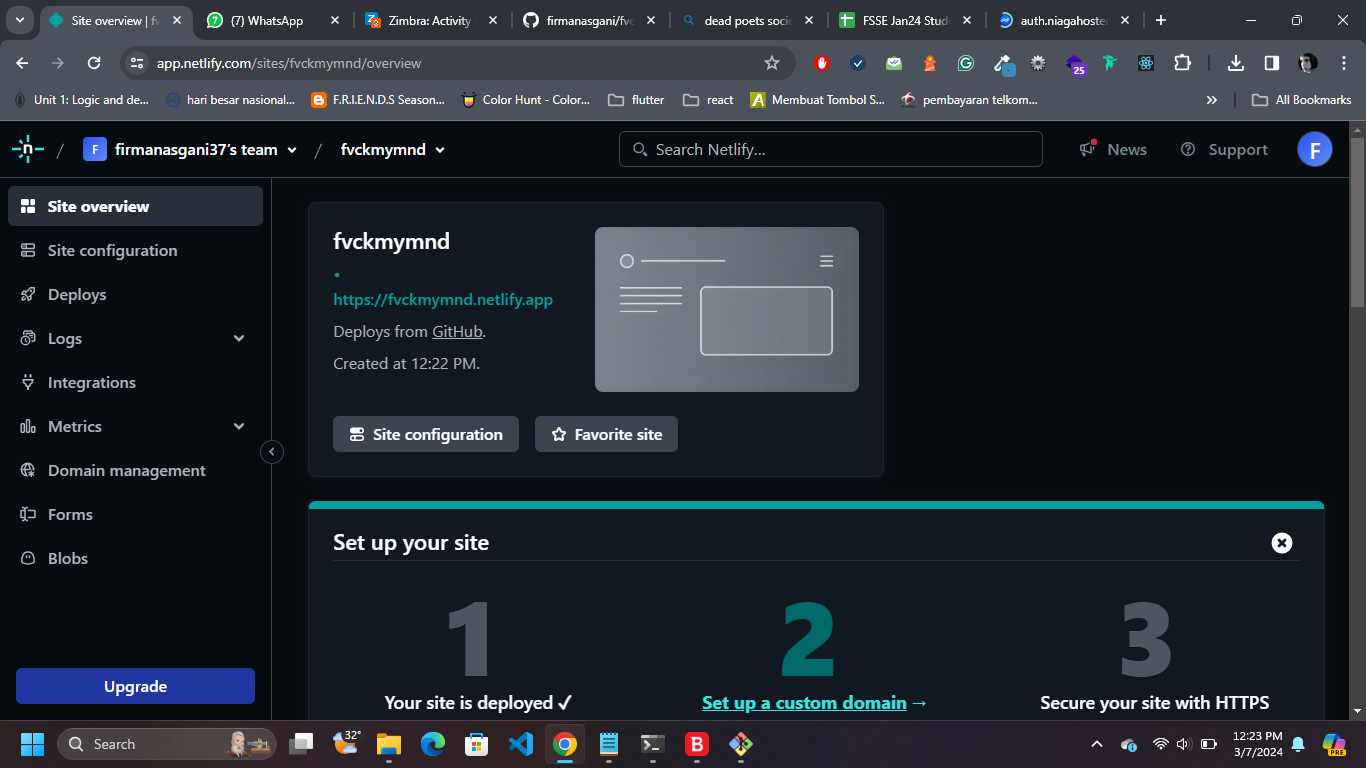 Site overview | fv
(7) WhatsApp
Zimbra: Activity
firmanasgani/fvc
dead poets socie
FSSE Jan24 Stud
auth.niagahoster
app.netlify.com/sites/fvckmymnd/overview
25
Unit 1: Logic and de...
hari besar nasional...
F.R.I.E.N.D.S Season...
Color Hunt - Color...
flutter
react
Membuat Tombol S...
pembayaran telkom...
All Bookmarks
F
firmanasgani37’s team
/
fvckmymnd
Search Netlify...
News
Support
F
Site overview
Site configuration
Deploys
Logs
Integrations
Metrics
Domain management
Forms
Blobs
Upgrade
fvckmymnd
https://fvckmymnd.netlify.app
Deploys from GitHub.
Created at 12:22 PM.
Site configuration
Favorite site
Set up your site
1
Your site is deployed ✓
2
Set up a custom domain →
3
Secure your site with HTTPS
Search
32°
12:23 PM
3/7/2024
PRE